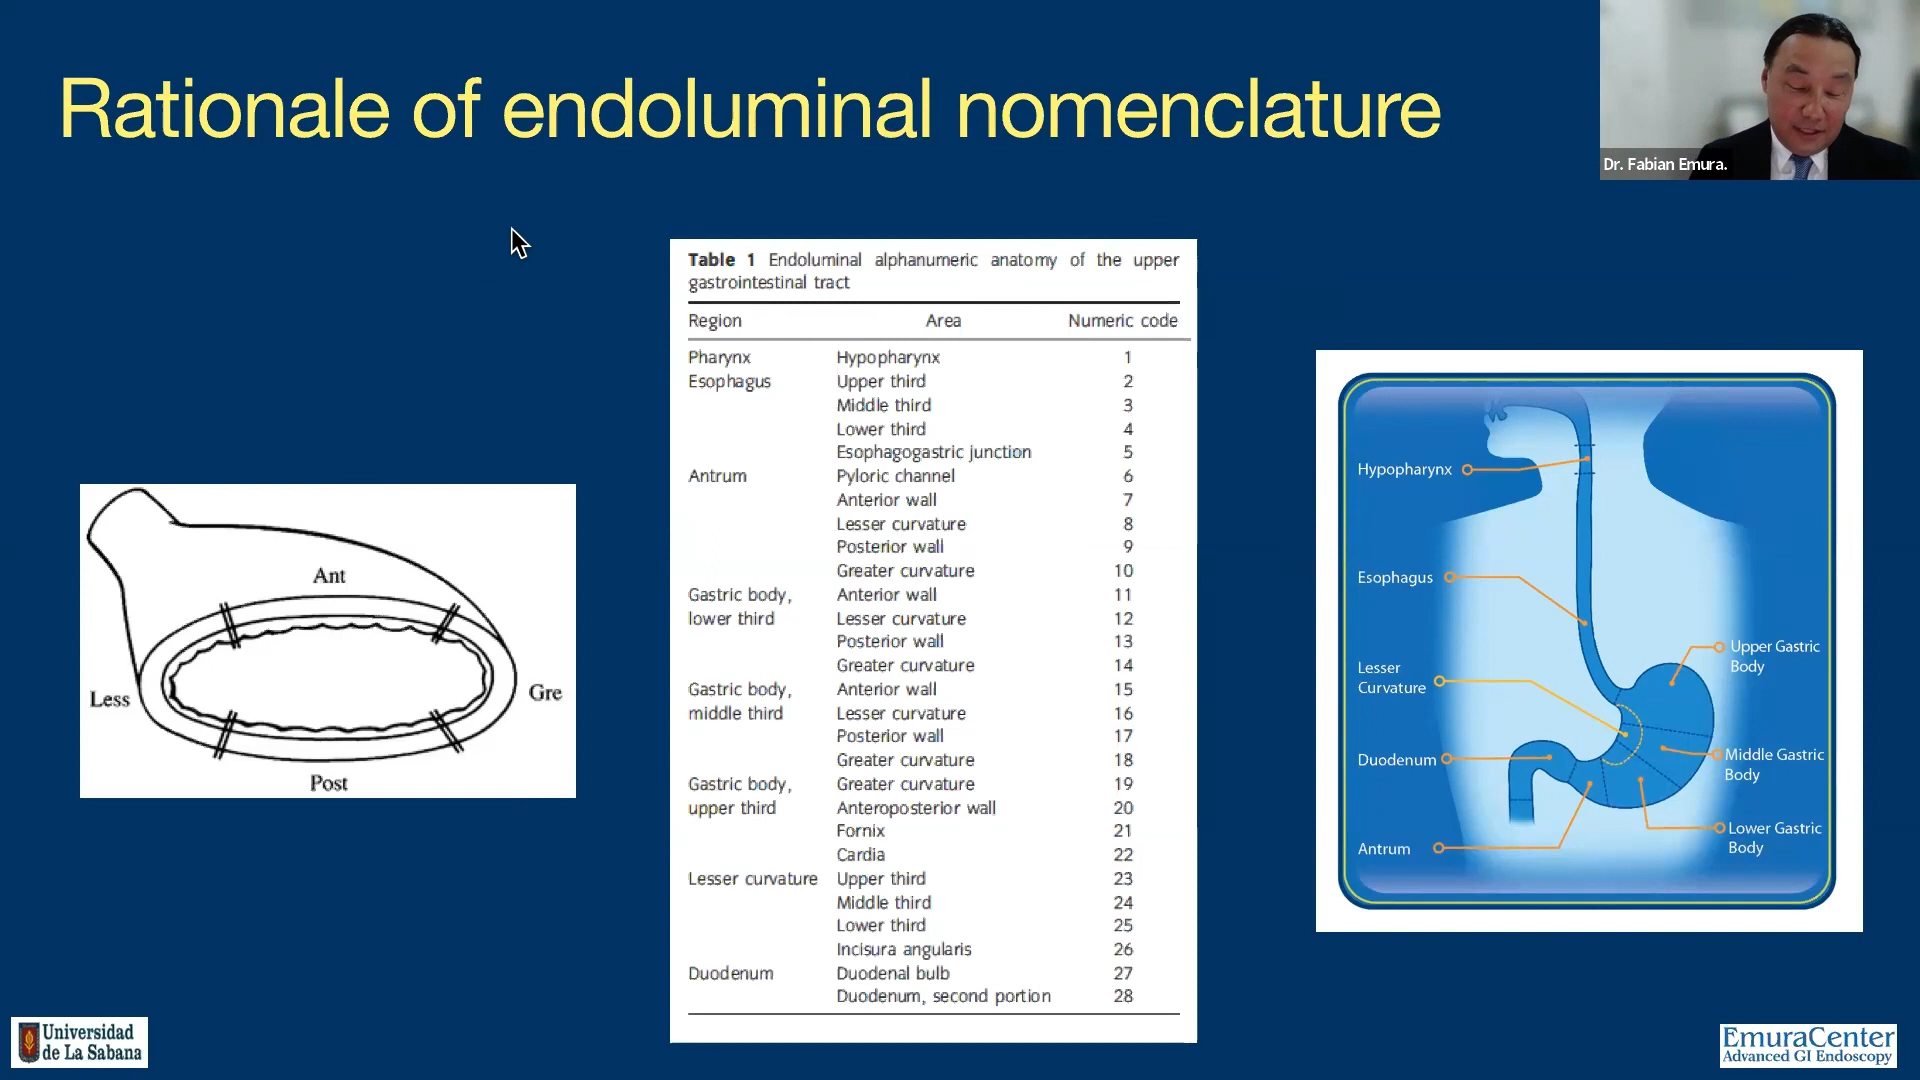 Rationale of endoluminal nomenclature
Dr. Fabian Emura.
Ant
Less
Gre
Post
Table 1 Endoluminal alphanumeric anatomy of the upper
gastrointestinal tract
Region Area Numeric code
Pharynx Hypopharynx 1
Esophagus Upper third 2
Middle third 3
Lower third 4
Esophagogastric junction 5
Antrum Pyloric channel 6
Anterior wall 7
Lesser curvature 8
Posterior wall 9
Greater curvature 10
Gastric body, Anterior wall 11
lower third Lesser curvature 12
Posterior wall 13
Greater curvature 14
Gastric body, Anterior wall 15
middle third Lesser curvature 16
Posterior wall 17
Greater curvature 18
Gastric body, Greater curvature 19
upper third Anteroposterior wall 20
Fornix 21
Cardia 22
Lesser curvature Upper third 23
Middle third 24
Lower third 25
Incisura angularis 26
Duodenum Duodenal bulb 27
Duodenum, second portion 28
Hypopharynx
Esophagus
Lesser
Curvature
Duodenum
Antrum
Upper Gastric
Body
Middle Gastric
Body
Lower Gastric
Body
Universidad
de La Sabana
EmuraCenter
Advanced GI Endoscopy